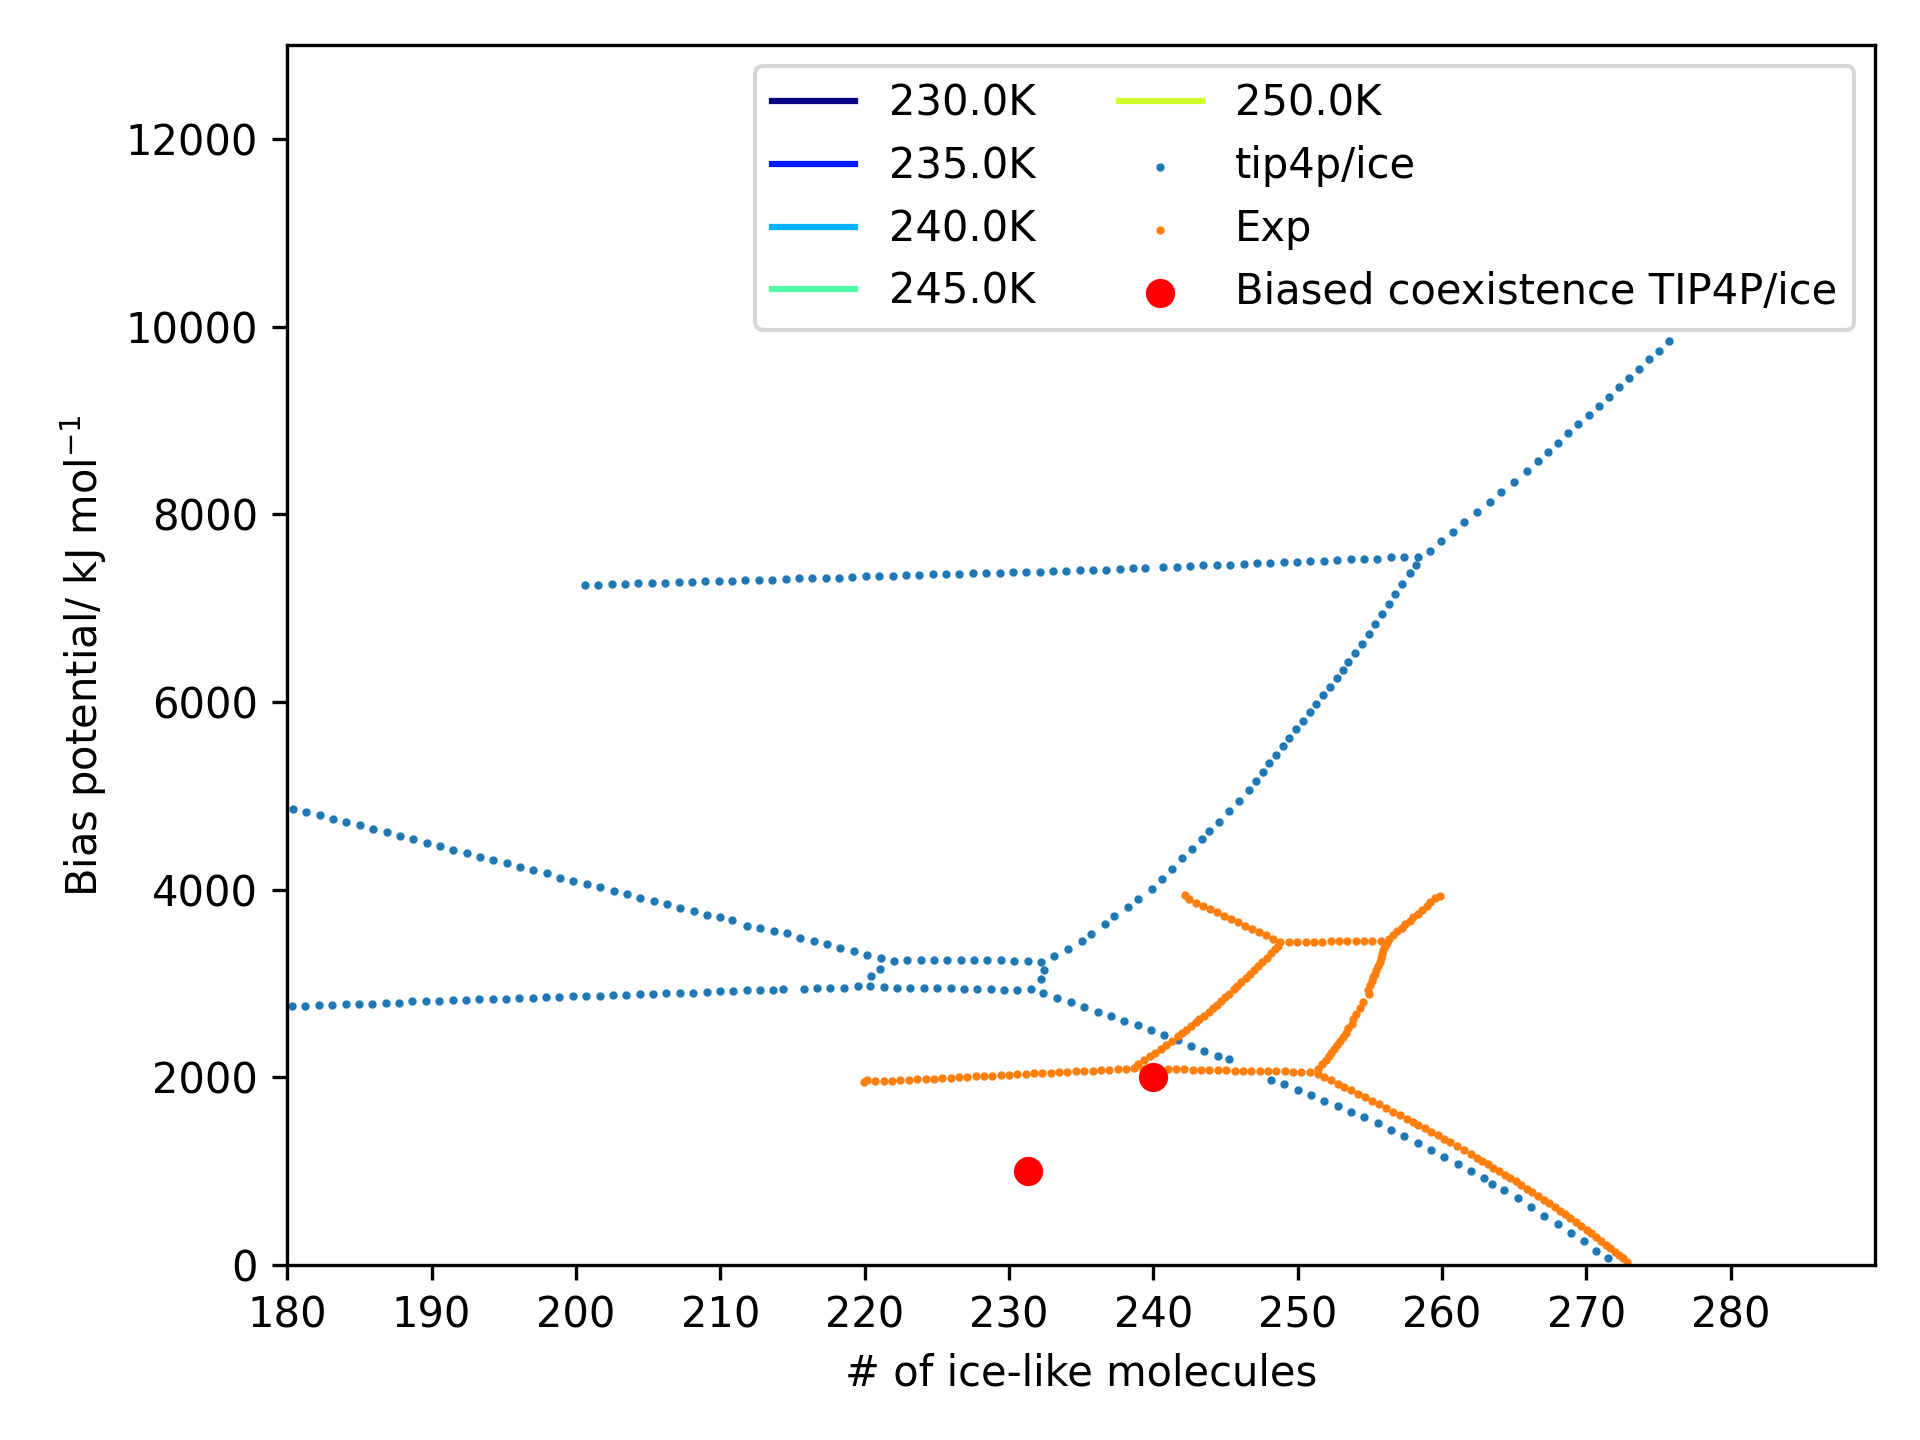 230.0K
235.0K
240.0K
245.0K
250.0K
tip4p/ice
Exp
Biased coexistence TIP4P/ice
12000
10000
8000
6000
4000
2000
0
Bias potential/ kJ mol⁻¹
180 190 200 210 220 230 240 250 260 270 280
# of ice-like molecules